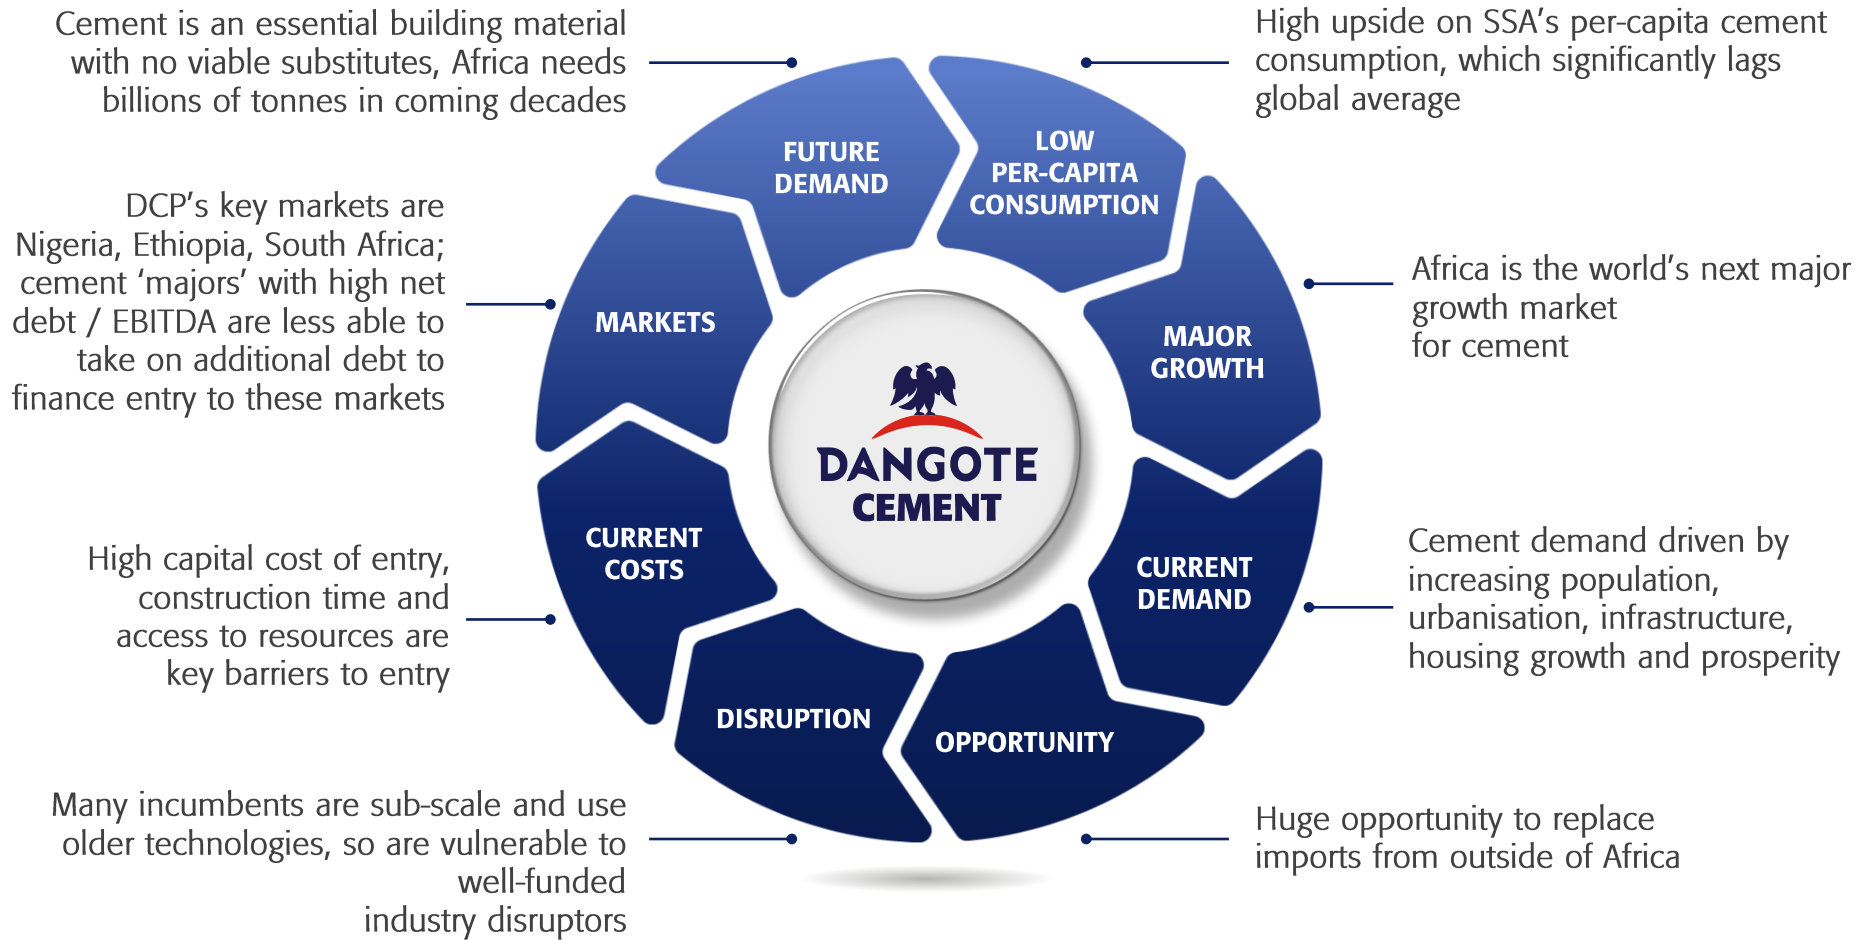 Cement is an essential building material
with no viable substitutes, Africa needs
billions of tonnes in coming decades
High upside on SSA’s per-capita cement
consumption, which significantly lags
global average
FUTURE
DEMAND
LOW
PER-CAPITA
CONSUMPTION
DCP’s key markets are
Nigeria, Ethiopia, South Africa;
cement ‘majors’ with high net
debt / EBITDA are less able to
take on additional debt to
finance entry to these markets
MARKETS
MAJOR
GROWTH
Africa is the world’s next major
growth market
for cement
DANGOTE
CEMENT
High capital cost of entry,
construction time and
access to resources are
key barriers to entry
CURRENT
COSTS
CURRENT
DEMAND
Cement demand driven by
increasing population,
urbanisation, infrastructure,
housing growth and prosperity
DISRUPTION
OPPORTUNITY
Many incumbents are sub-scale and use
older technologies, so are vulnerable to
well-funded
industry disruptors
Huge opportunity to replace
imports from outside of Africa